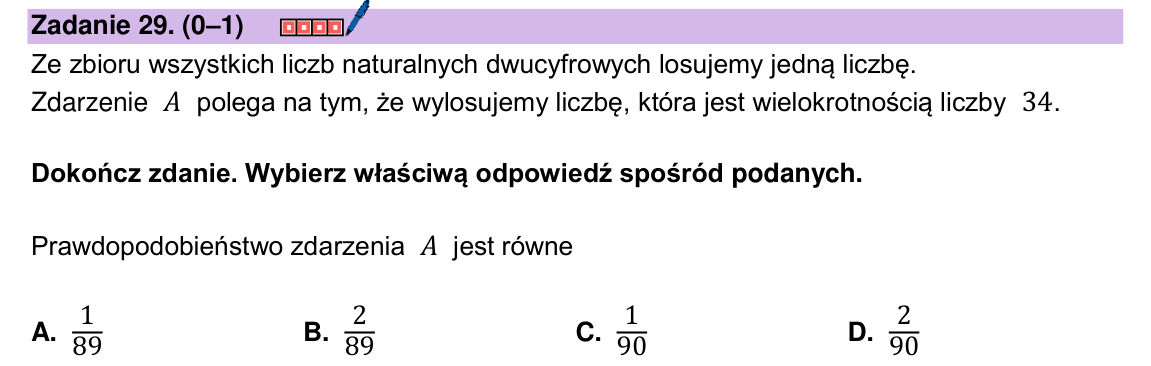 Zadanie 29. (0–1)
Ze zbioru wszystkich liczb naturalnych dwucyfrowych losujemy jedną liczbę.
Zdarzenie A polega na tym, że wylosujemy liczbę, która jest wielokrotnością liczby 34.
Dokończ zdanie. Wybierz właściwą odpowiedź spośród podanych.
Prawdopodobieństwo zdarzenia A jest równe
A. 1/89 B. 2/89 C. 1/90 D. 2/90